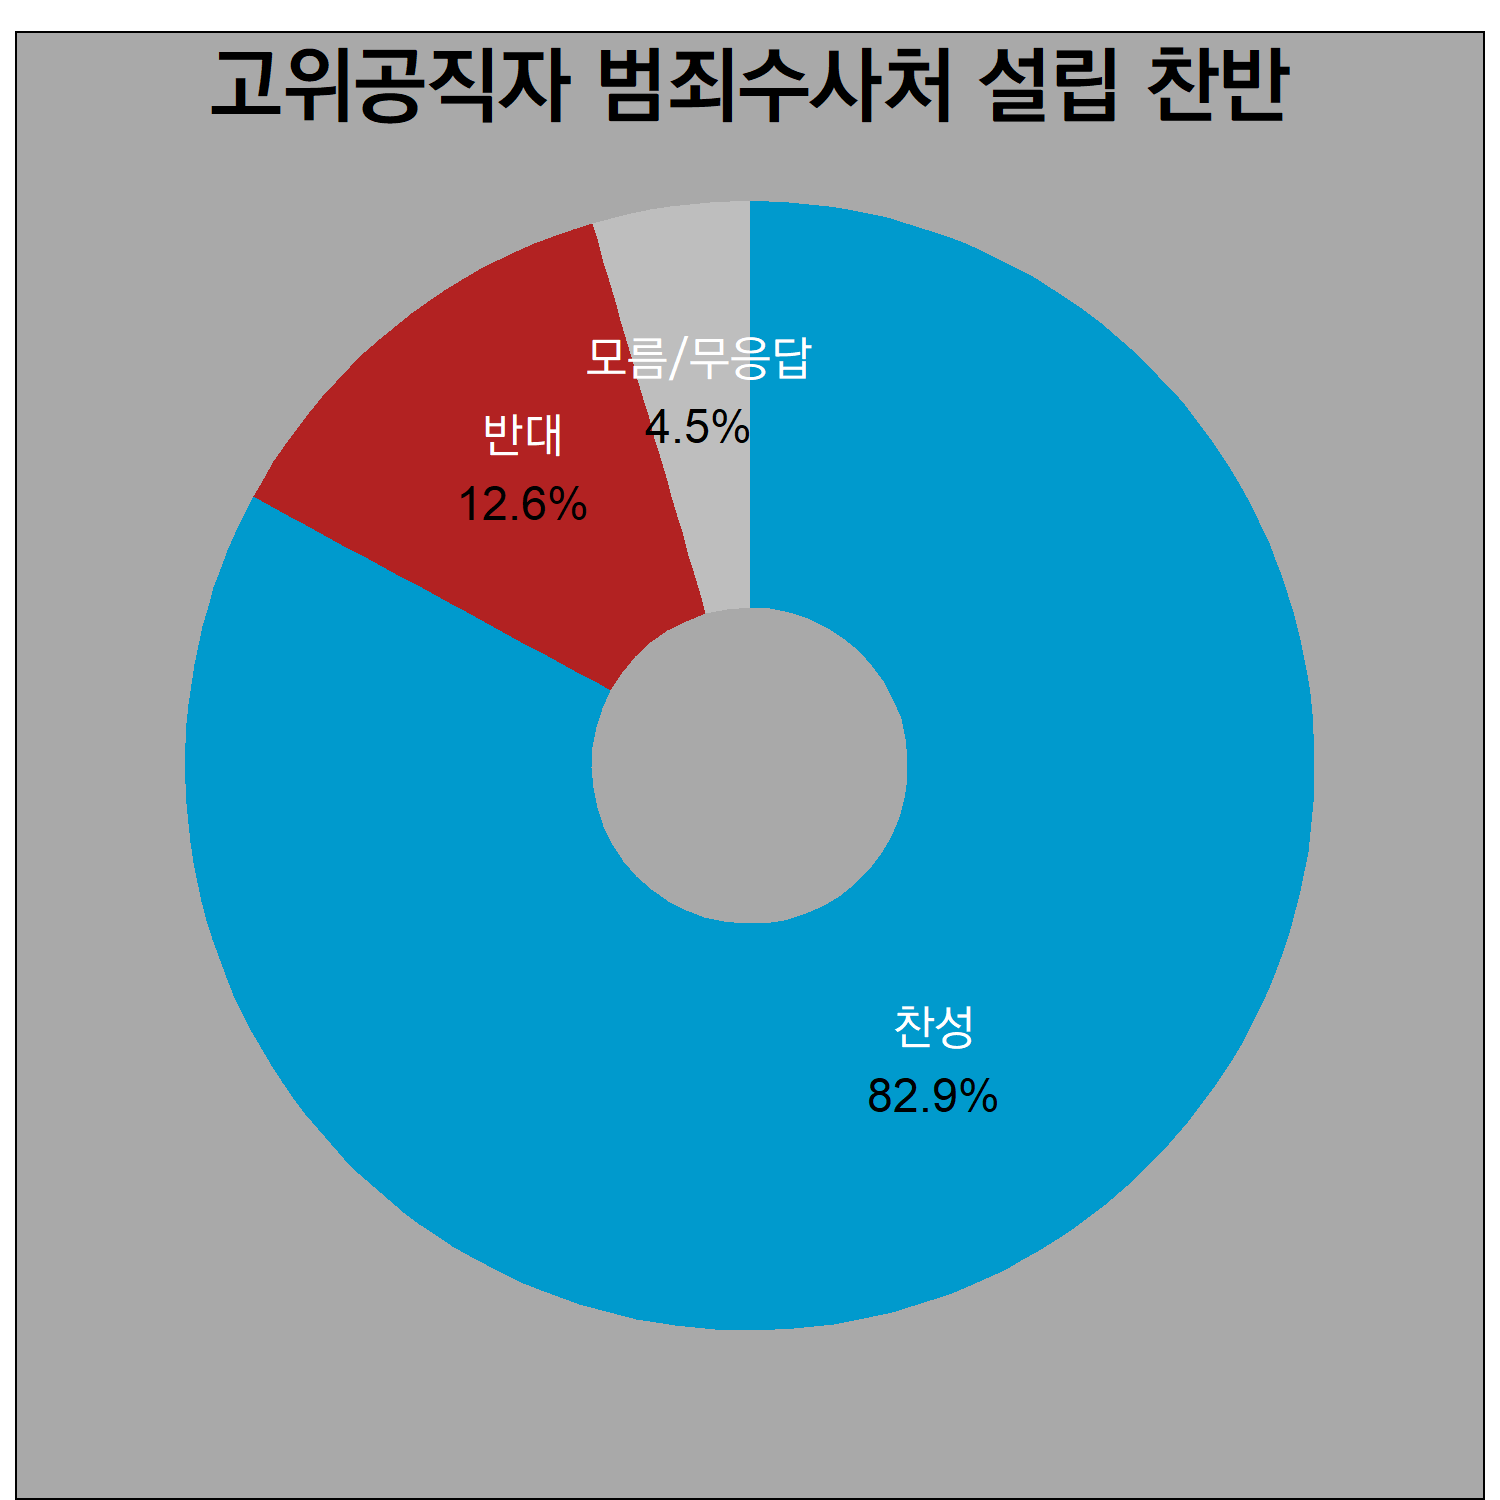 고위공직자 범죄수사처 설립 찬반
모름/무응답
4.5%
반대
12.6%
찬성
82.9%